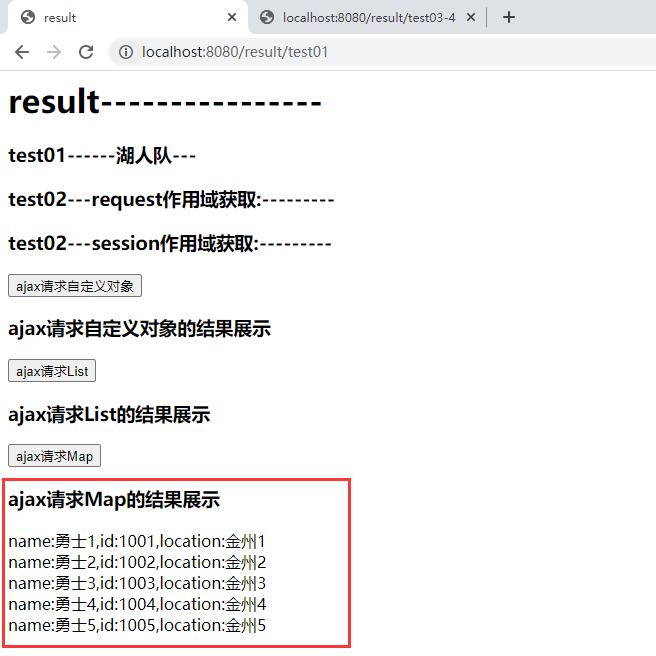 result
localhost:8080/result/test03-4
localhost:8080/result/test01
result----------------
test01------湖人队---
test02---request作用域获取:---------
test02---session作用域获取:---------
ajax请求自定义对象
ajax请求自定义对象的结果展示
ajax请求List
ajax请求List的结果展示
ajax请求Map
ajax请求Map的结果展示
name:勇士1,id:1001,location:金州1
name:勇士2,id:1002,location:金州2
name:勇士3,id:1003,location:金州3
name:勇士4,id:1004,location:金州4
name:勇士5,id:1005,location:金州5